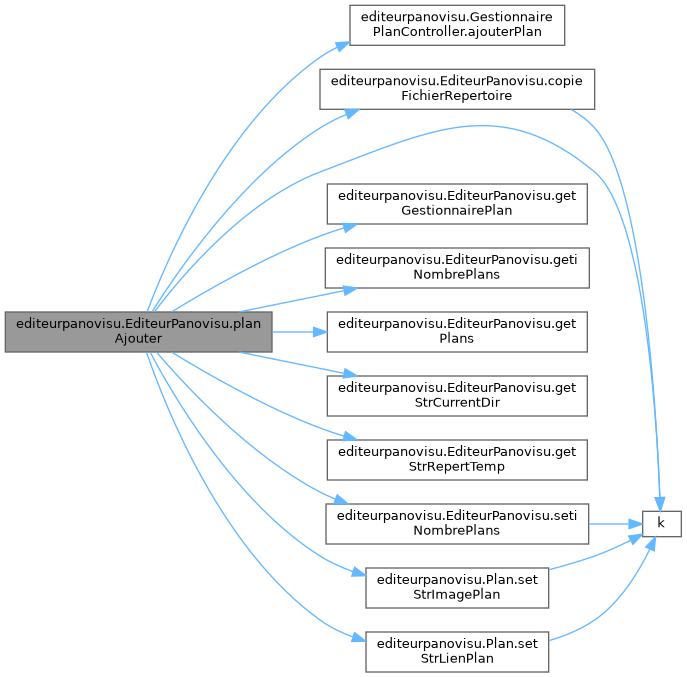 editeurpanovisu.Gestionnaire
PlanController.ajouterPlan
editeurpanovisu.EditeurPanovisu.copie
FichierRepertoire
editeurpanovisu.EditeurPanovisu.get
GestionnairePlan
editeurpanovisu.EditeurPanovisu.geti
NombrePlans
editeurpanovisu.EditeurPanovisu.plan
Ajouter
editeurpanovisu.EditeurPanovisu.get
Plans
editeurpanovisu.EditeurPanovisu.get
StrCurrentDir
editeurpanovisu.EditeurPanovisu.get
StrRepertTemp
editeurpanovisu.EditeurPanovisu.seti
NombrePlans
k
editeurpanovisu.Plan.set
StrImagePlan
editeurpanovisu.Plan.set
StrLienPlan